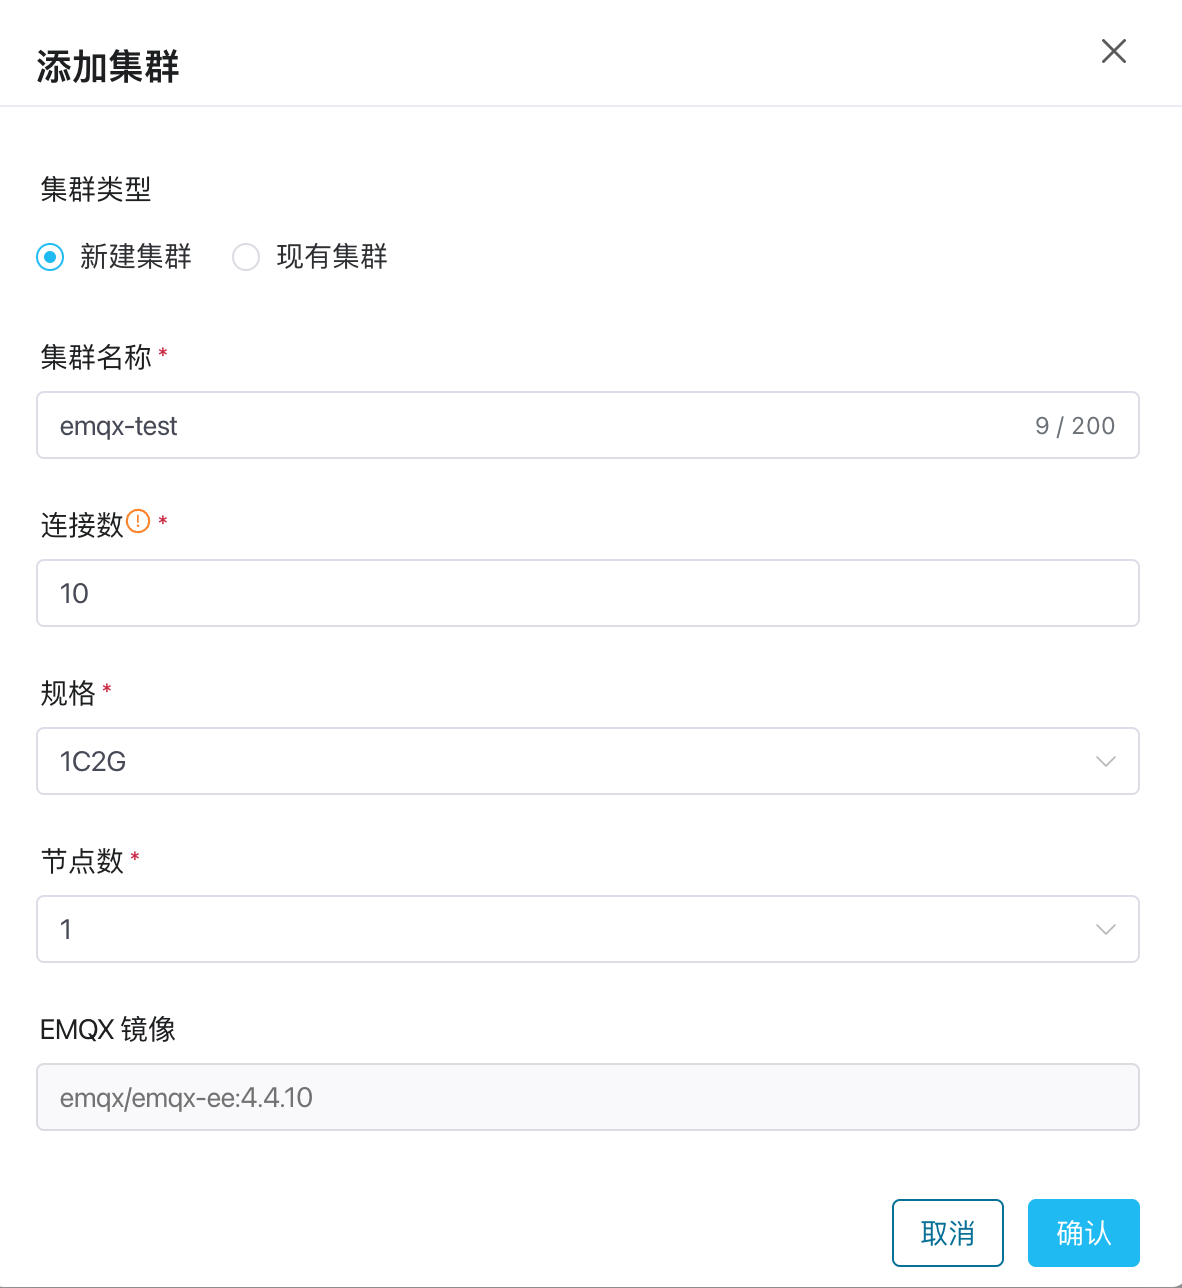 添加集群
集群类型
新建集群 现有集群
集群名称 *
emqx-test 9 / 200
连接数 *
10
规格 *
1C2G
节点数 *
1
EMQX 镜像
emqx/emqx-ee:4.4.10
取消 确认